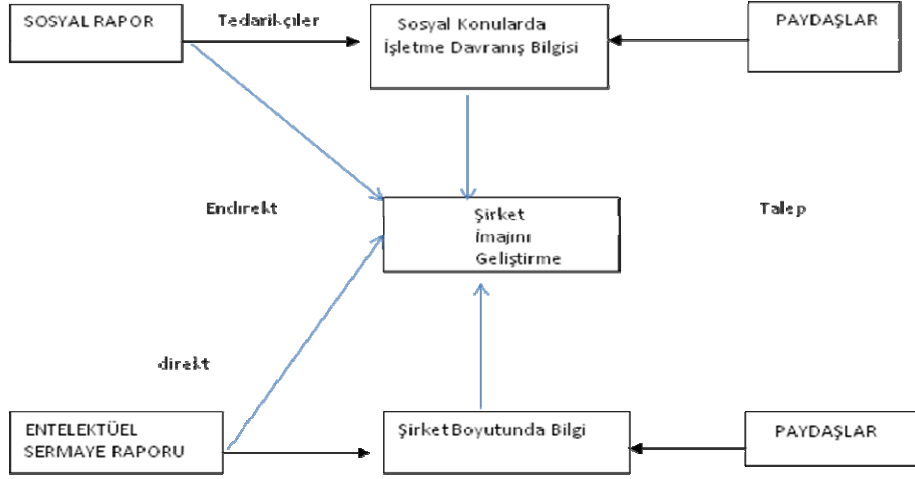 SOSYAL RAPOR
Tedarikçiler
Sosyal Konularda
İşletme Davranış Bilgisi
PAYDAŞLAR
Endirekt
Şirket
İmajını
Geliştirme
Talep
direkt
ENTELEKTÜEL
SERMAYE RAPORU
Şirket Boyutunda Bilgi
PAYDAŞLAR